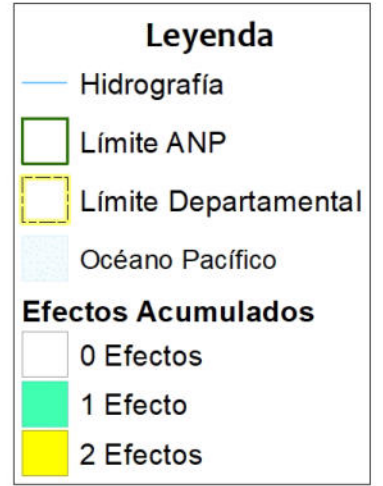 Leyenda
Hidrografía
Límite ANP
Límite Departamental
Océano Pacífico
Efectos Acumulados
0 Efectos
1 Efecto
2 Efectos